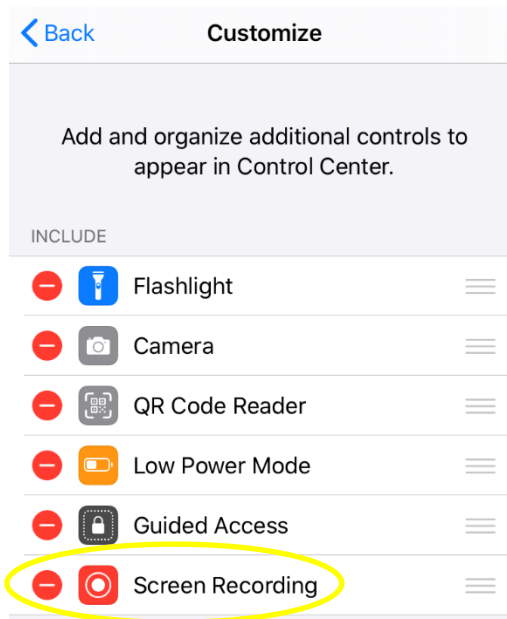 Back
Customize
Add and organize additional controls to
appear in Control Center.
INCLUDE
Flashlight
Camera
QR Code Reader
Low Power Mode
Guided Access
Screen Recording